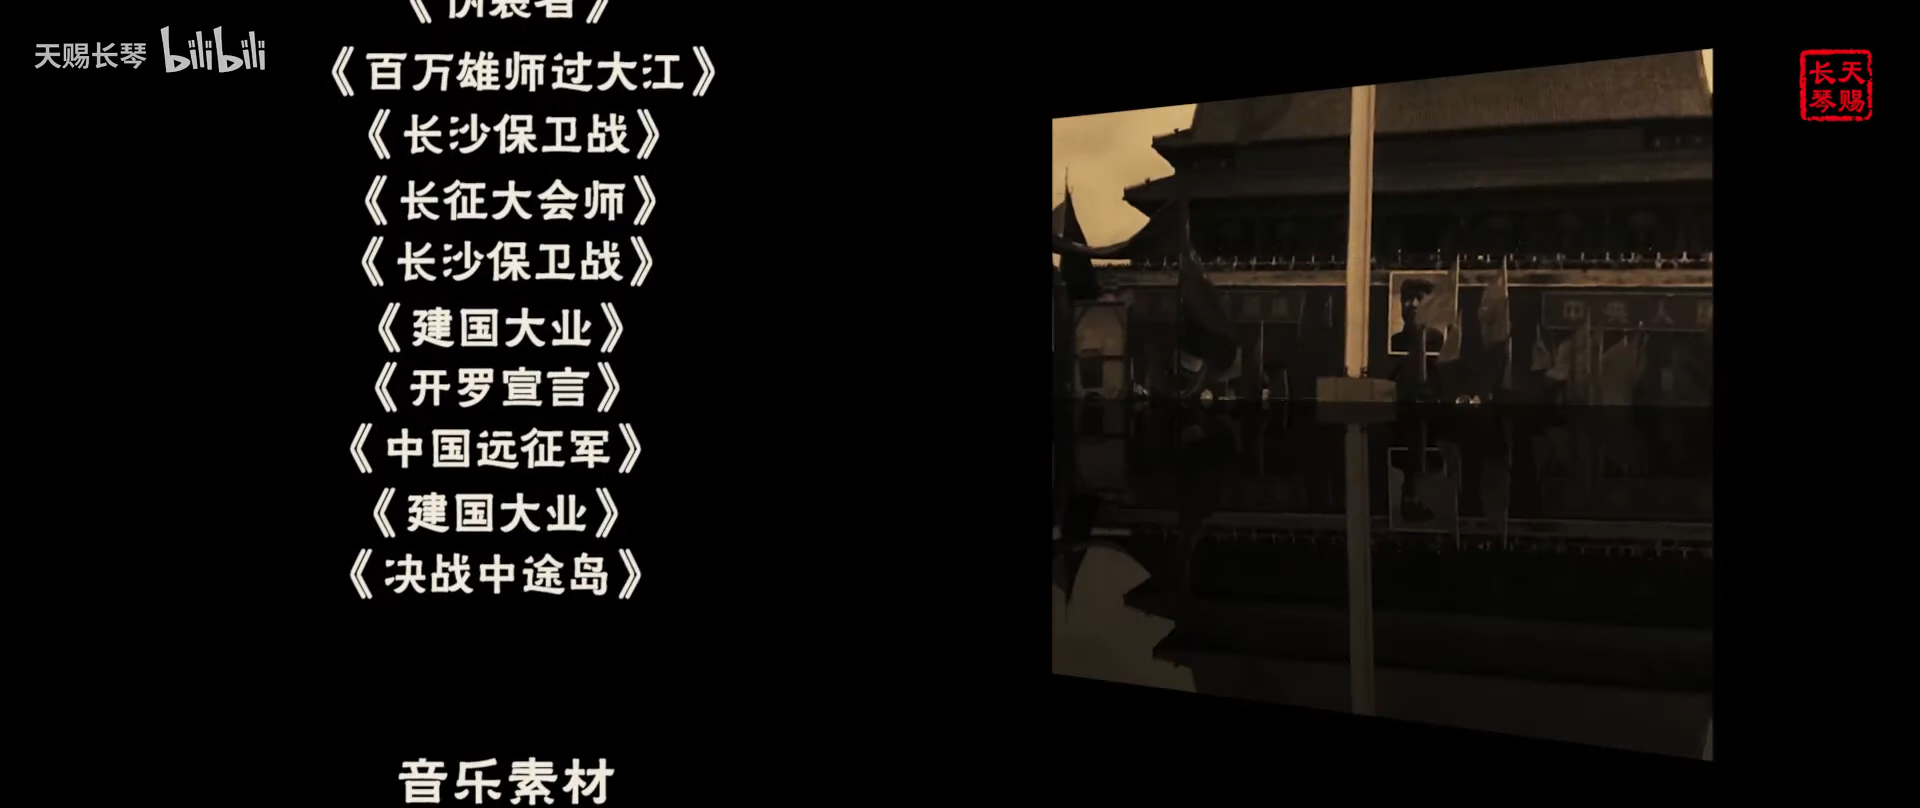 《伪装者》
天赐长琴 bilibili
《百万雄师过大江》
《长沙保卫战》
《长征大会师》
《长沙保卫战》
《建国大业》
《开罗宣言》
《中国远征军》
《建国大业》
《决战中途岛》
音乐素材
天赐
长琴